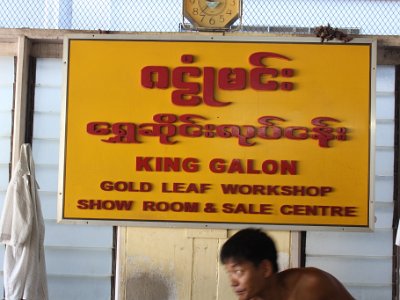 ဂဠုံမင်း
ရွှေဆိုင်းလုပ်ငန်း
KING GALON
GOLD LEAF WORKSHOP
SHOW ROOM & SALE CENTRE